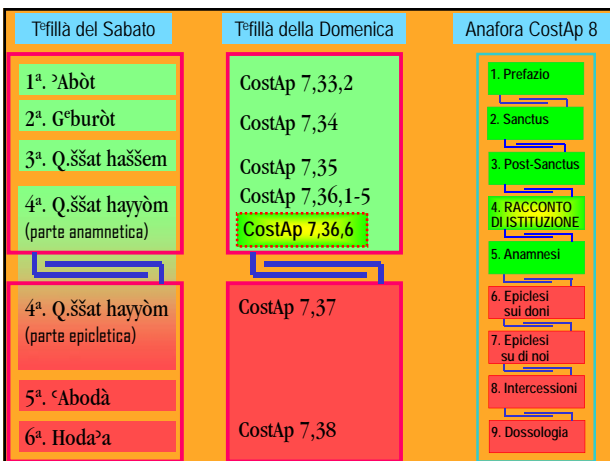 Tᵉfillà del Sabato
1ª. ʾAbòt
2ª. Gᵉburòt
3ª. Q.ššat haššem
4ª. Q.ššat hayyòm
(parte anamnetica)
4ª. Q.ššat hayyòm
(parte epicletica)
5ª. ʿAbodà
6ª. Hodaʾa
Tᵉfillà della Domenica
CostAp 7,33,2
CostAp 7,34
CostAp 7,35
CostAp 7,36,1-5
CostAp 7,36,6
CostAp 7,37
CostAp 7,38
Anafora CostAp 8
1. Prefazio
2. Sanctus
3. Post-Sanctus
4. RACCONTO
DI ISTITUZIONE
5. Anamnesi
6. Epiclesi
sui doni
7. Epiclesi
su di noi
8. Intercessioni
9. Dossologia